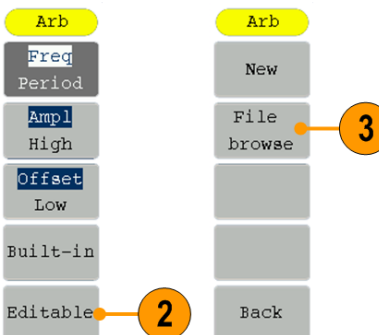 Arb
Freq
Period
Ampl
High
Offset
Low
Built-in
Editable
2
Arb
New
File
browse
3
Back